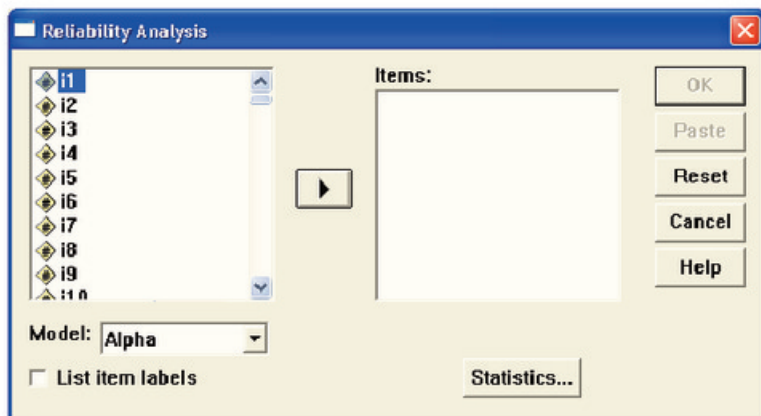 Reliability Analysis
i1
i2
i3
i4
i5
i6
i7
i8
i9
i10
Items:
OK
Paste
Reset
Cancel
Help
Model: Alpha
List item labels
Statistics...